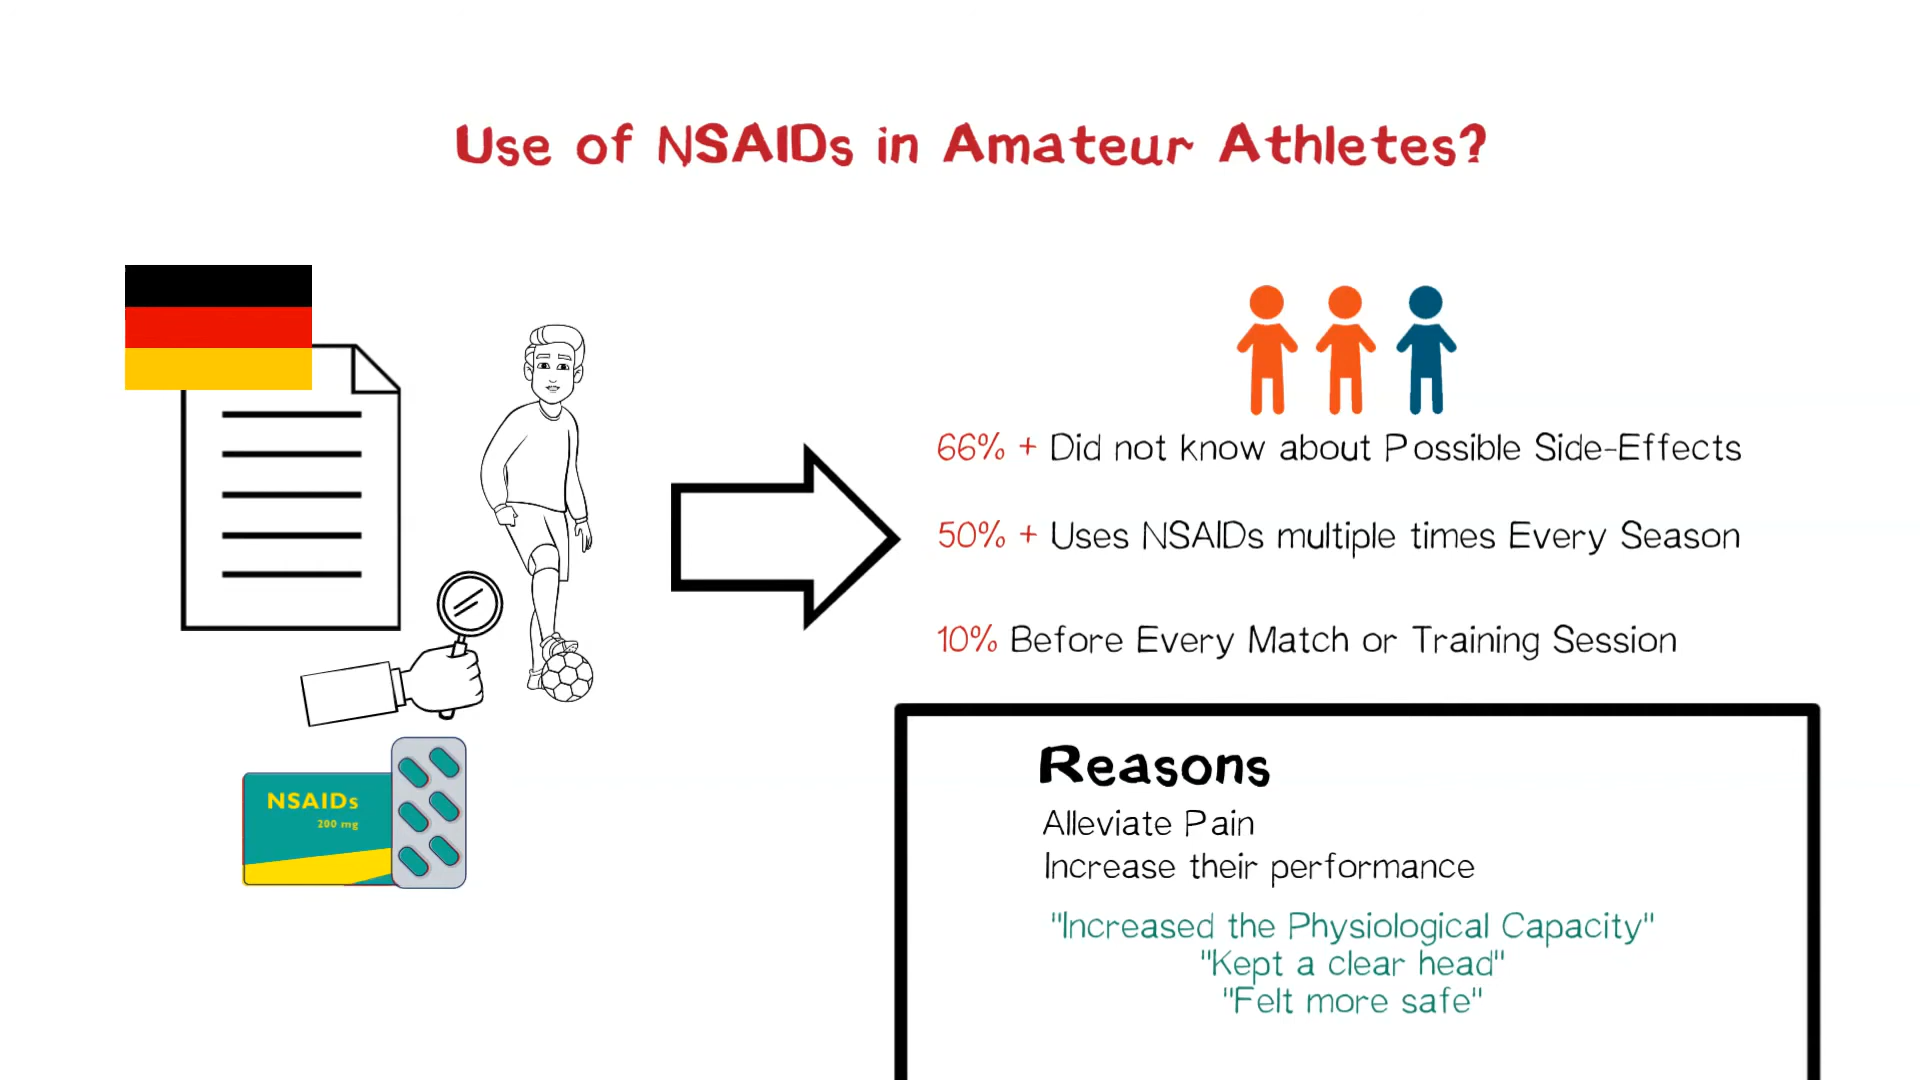 Use of NSAIDs in Amateur Athletes?
66% + Did not know about Possible Side-Effects
50% + Uses NSAIDs multiple times Every Season
10% Before Every Match or Training Session
NSAIDs
200 mg
Reasons
Alleviate Pain
Increase their performance
"Increased the Physiological Capacity"
"Kept a clear head"
"Felt more safe"